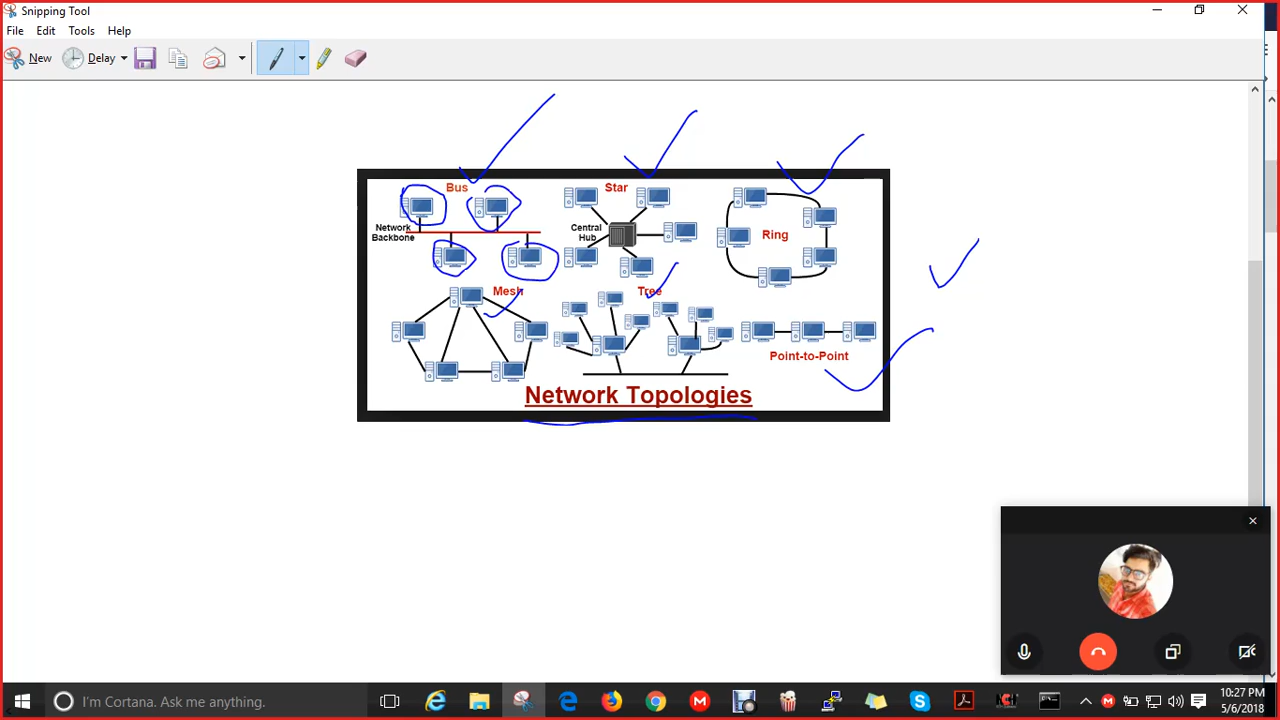 Snipping Tool
File Edit Tools Help
New Delay
Bus Star
Network
Backbone
Central
Hub
Ring
Mesh Tree
Point-to-Point
Network Topologies
I'm Cortana. Ask me anything.
10:27 PM
5/6/2018